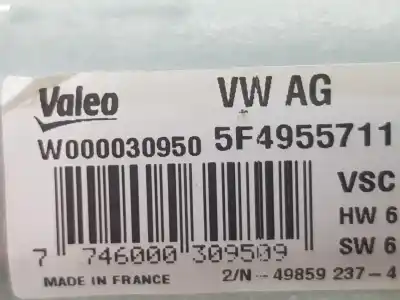 Valeo VW AG
W000030950 5F4955711
VSC
HW 6
SW 6
7 746000 309509
MADE IN FRANCE 2/N - 49859 237-4